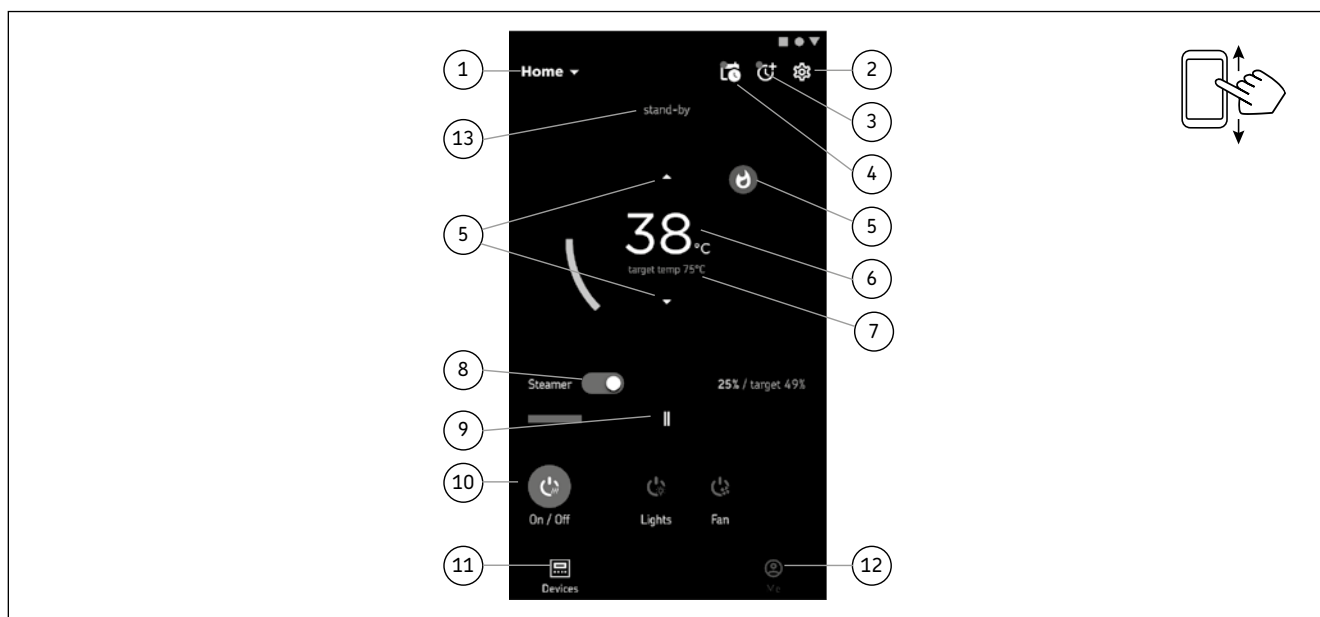 1
Home
2
stand-by
3
13
4
5
38 °C
5
target temp 75°C
6
7
8
Steamer
25% / target 49%
9
10
On / Off
Lights
Fan
11
12
Devices
Me